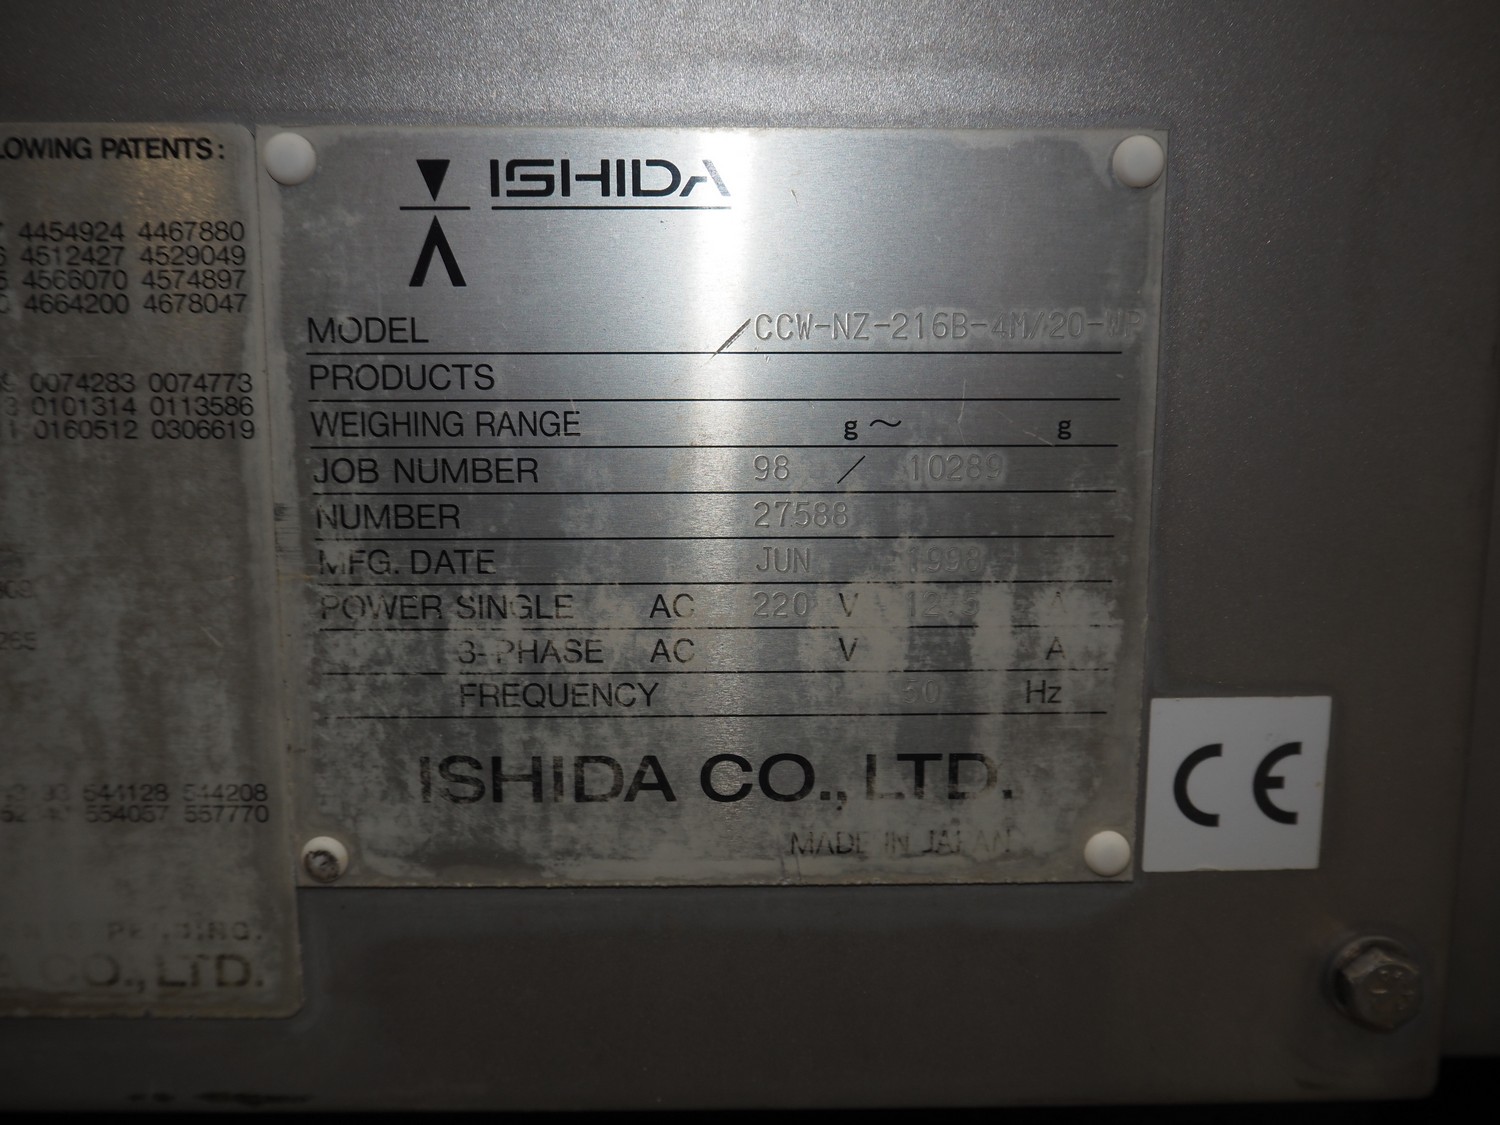 LOWING PATENTS:
4454924 4467880
4512427 4529049
4566070 4574897
4664200 4678047
0074283 0074773
0101314 0113586
0160512 0306619
265
544128 544208
554057 557770
PENDING.
CO., LTD.
ISHIDA
MODEL CCW-NZ-216B-4M/20-WP
PRODUCTS
WEIGHING RANGE g~ g
JOB NUMBER 98 / 10289
NUMBER 27588
MFG. DATE JUN 1998
POWER SINGLE AC 220 V A
3-PHASE AC V A
FREQUENCY 50 Hz
ISHIDA CO., LTD.
MADE IN JAPAN
CE